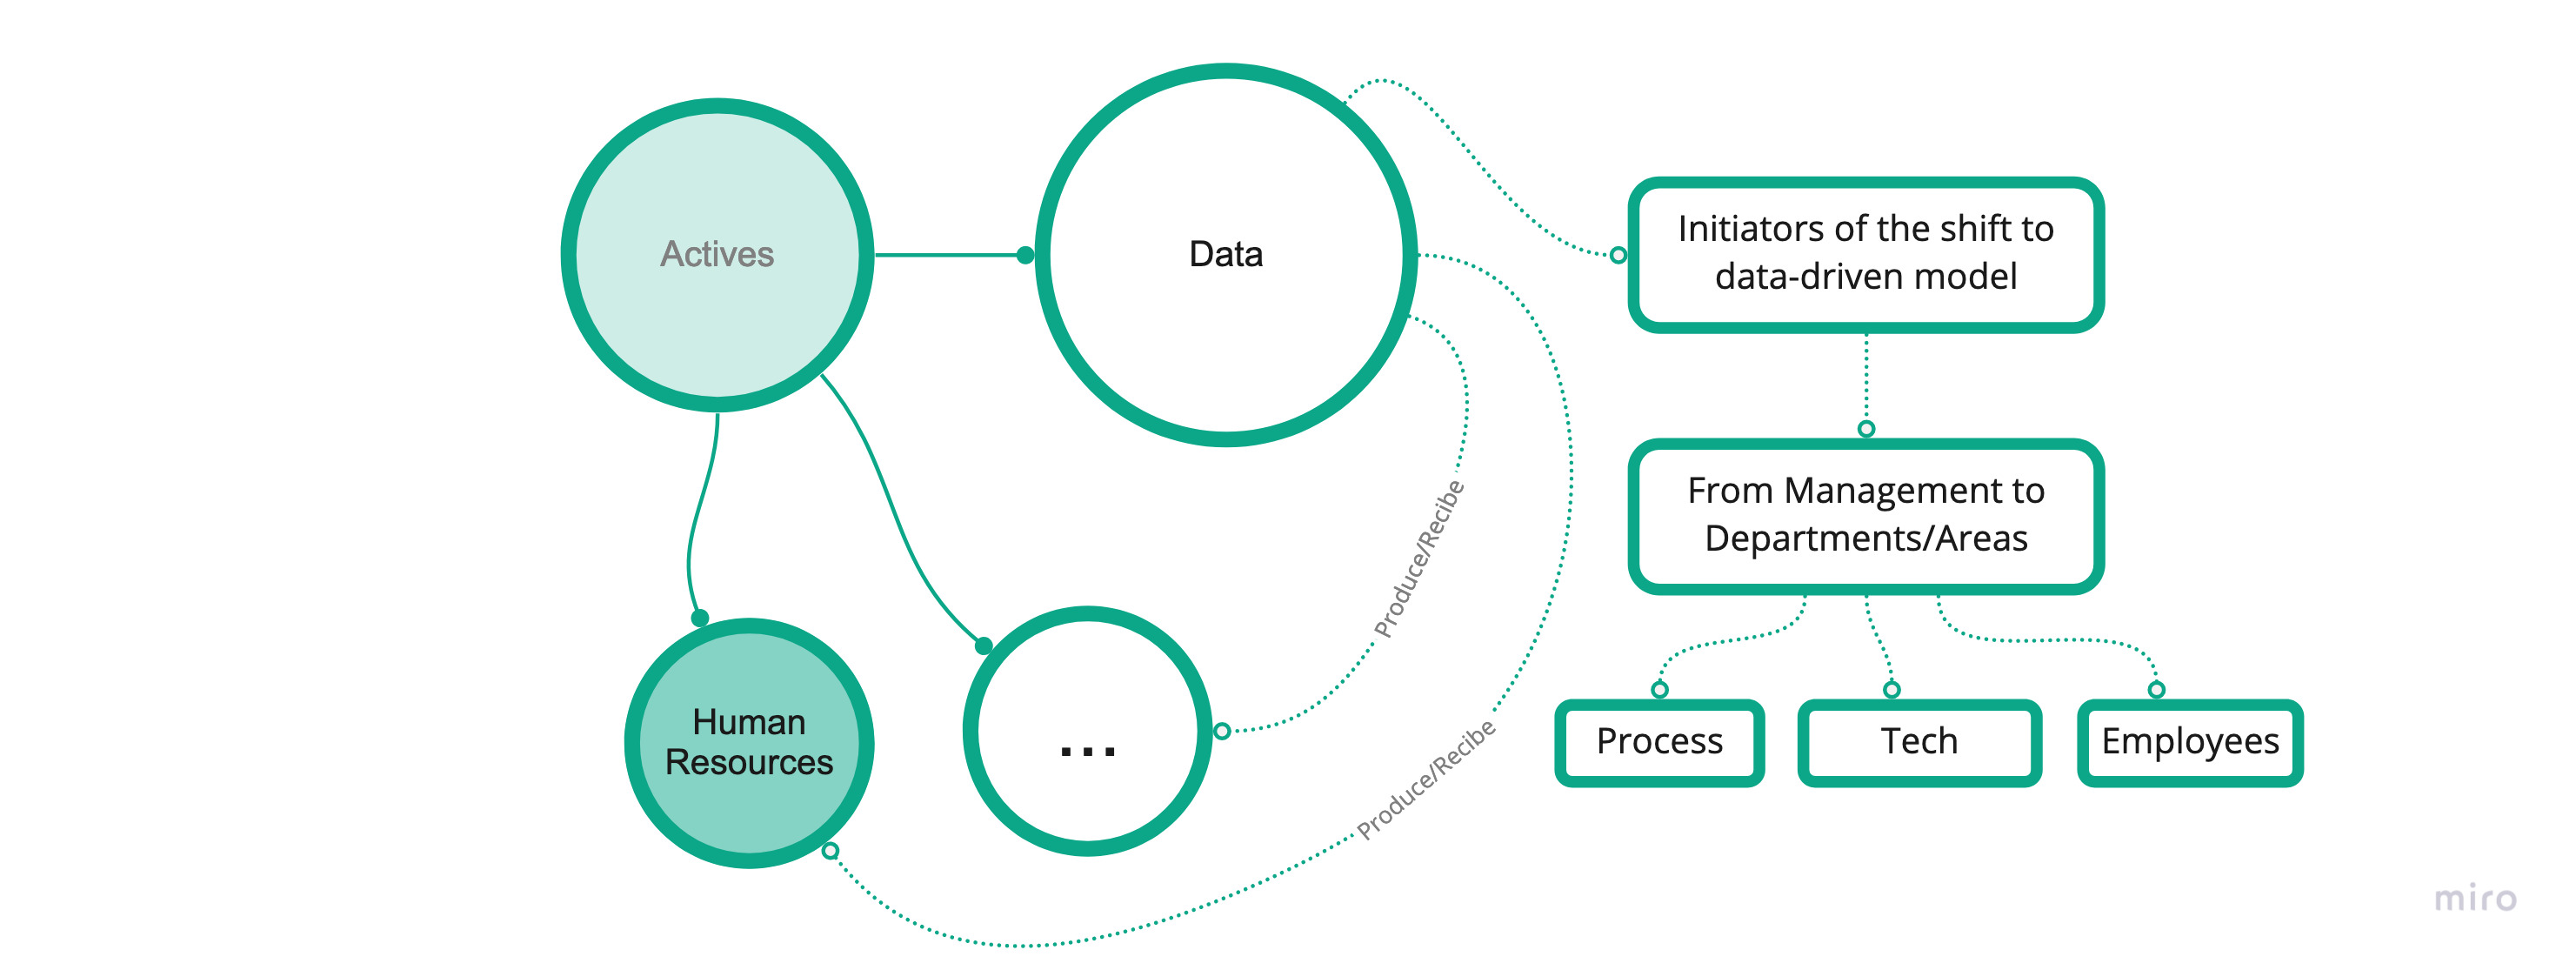 Actives
Data
Initiators of the shift to
data-driven model
From Management to
Departments/Areas
Produce/Recibe
Produce/Recibe
Human
Resources
...
Process
Tech
Employees
miro